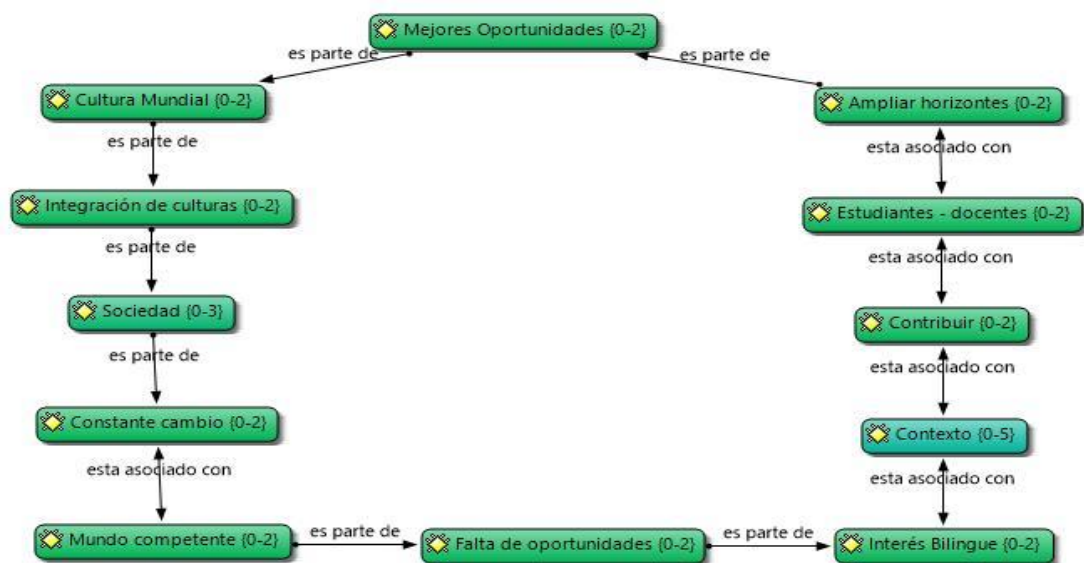 Mejores Oportunidades {0-2}
es parte de
es parte de
Cultura Mundial {0-2}
Ampliar horizontes {0-2}
es parte de
esta asociado con
Integración de culturas {0-2}
Estudiantes - docentes {0-2}
es parte de
esta asociado con
Sociedad {0-3}
Contribuir {0-2}
es parte de
esta asociado con
Constante cambio {0-2}
Contexto {0-5}
esta asociado con
esta asociado con
Mundo competente {0-2}
es parte de
Falta de oportunidades {0-2}
es parte de
Interés Bilingue {0-2}